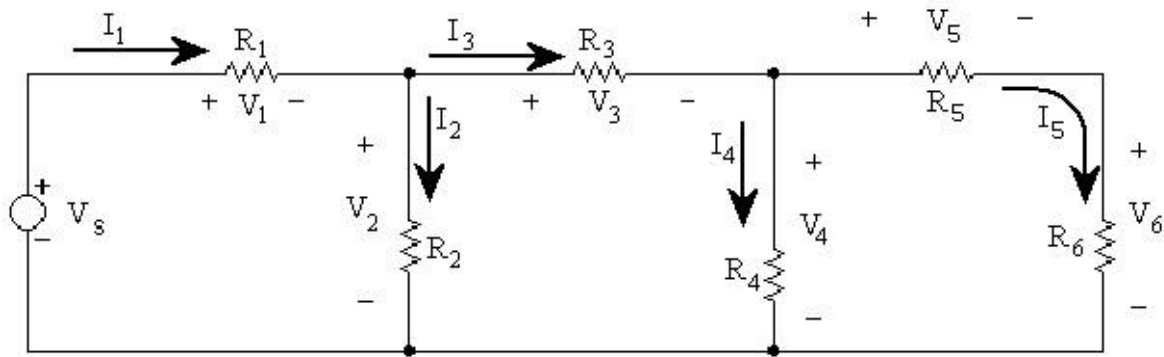 I1 R1 I3 R3 + V5 −
+ V1 − + V3 − R5 I5
I2 I4
+ + +
+ Vs V2 R2 V4 R6 V6
− R4
− − −